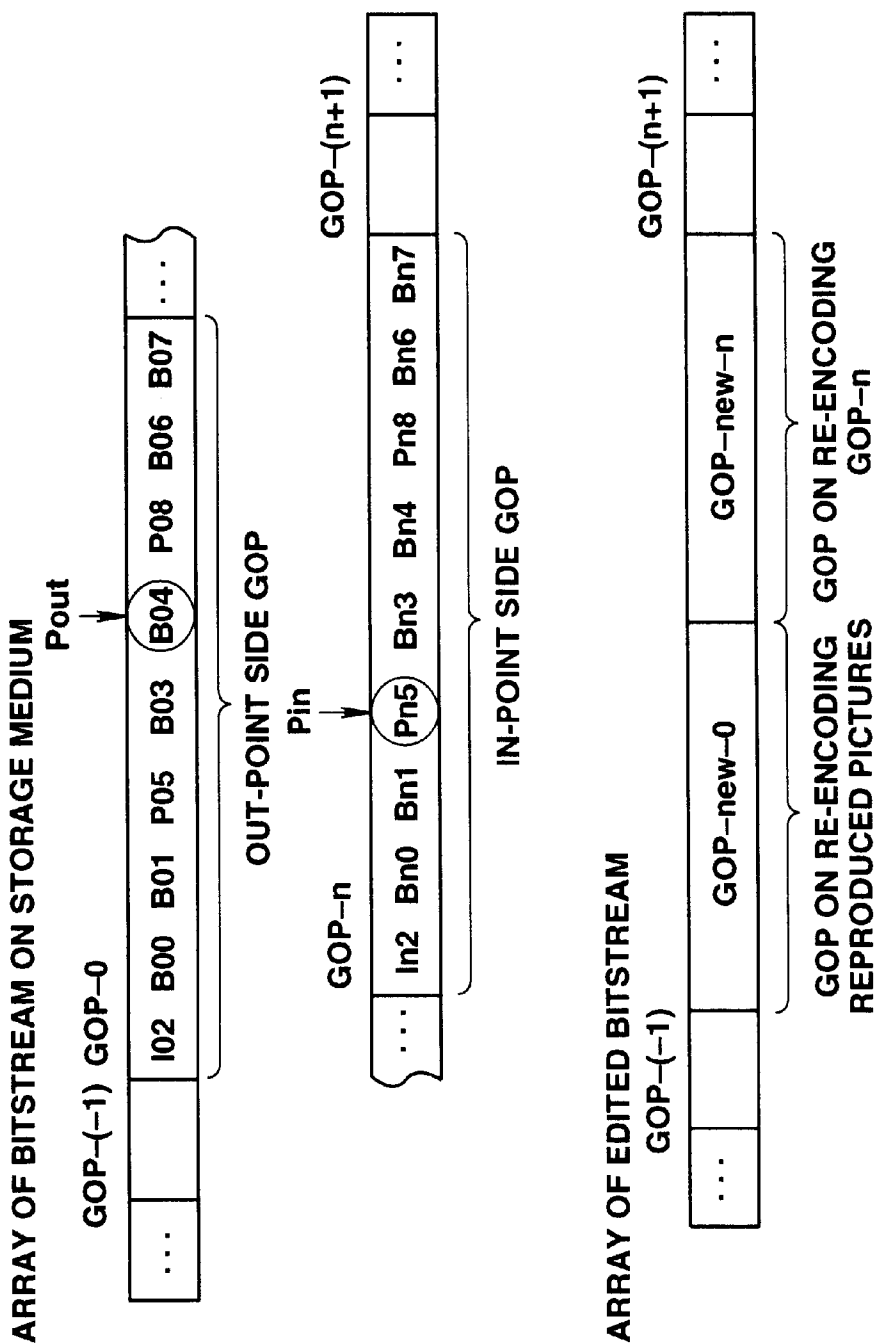 ARRAY OF BITSTREAM ON STORAGE MEDIUM
Pout
GOP–(–1) GOP–0
... I02 B00 B01 P05 B03 B04 P08 B06 B07 ...
OUT-POINT SIDE GOP
Pin
GOP–n GOP–(n+1)
... In2 Bn0 Bn1 Pn5 Bn3 Bn4 Pn8 Bn6 Bn7 ...
IN-POINT SIDE GOP
ARRAY OF EDITED BITSTREAM
GOP–(–1) GOP–(n+1)
... GOP–new–0 GOP–new–n ...
GOP ON RE-ENCODING GOP ON RE-ENCODING
REPRODUCED PICTURES GOP–n